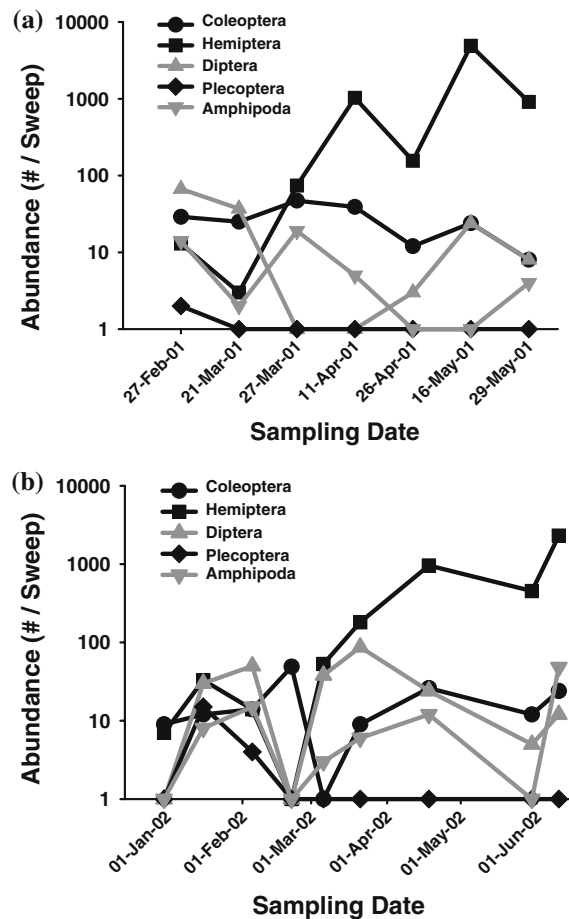 (a)
10000
1000
100
10
1
Abundance (# / Sweep)
Coleoptera
Hemiptera
Diptera
Plecoptera
Amphipoda
27-Feb-01
21-Mar-01
27-Mar-01
11-Apr-01
26-Apr-01
16-May-01
29-May-01
Sampling Date
(b)
10000
1000
100
10
1
Abundance (# / Sweep)
Coleoptera
Hemiptera
Diptera
Plecoptera
Amphipoda
01-Jan-02
01-Feb-02
01-Mar-02
01-Apr-02
01-May-02
01-Jun-02
Sampling Date